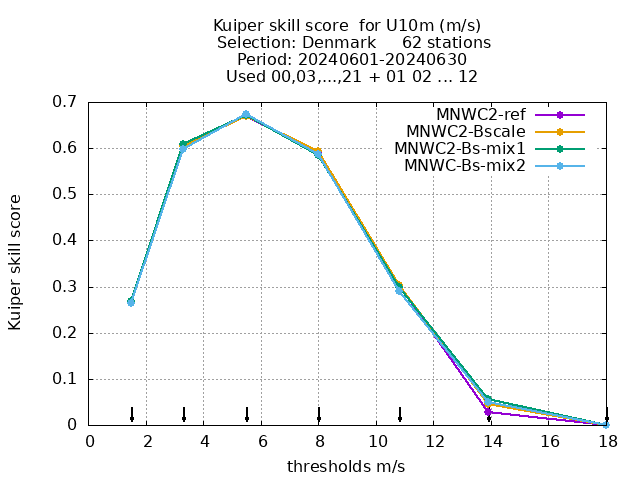 Kuiper skill score  for U10m (m/s)
Selection: Denmark     62 stations
Period: 20240601-20240630
Used 00,03,...,21 + 01 02 ... 12
MNWC2-ref
MNWC2-Bscale
MNWC2-Bs-mix1
MNWC-Bs-mix2
Kuiper skill score
0.7
0.6
0.5
0.4
0.3
0.2
0.1
0
0 2 4 6 8 10 12 14 16 18
thresholds m/s